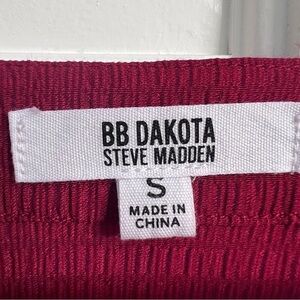 BB DAKOTA
STEVE MADDEN
S
MADE IN
CHINA